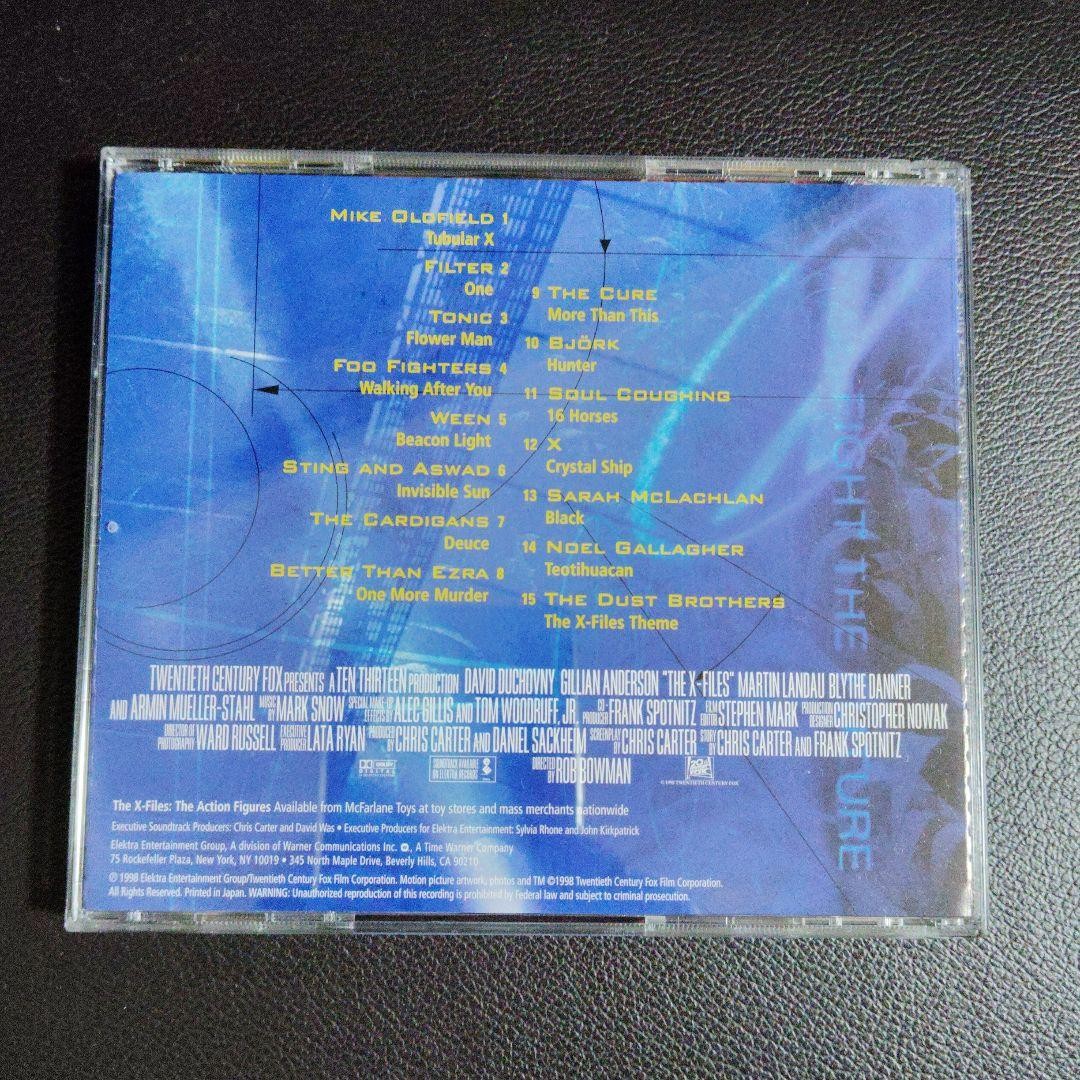 MIKE OLDFIELD 1
Tubular X
FILTER 2
One
TONIC 3
Flower Man
FOO FIGHTERS 4
Walking After You
WEEN 5
Beacon Light
STING AND ASWAD 6
Invisible Sun
THE CARDIGANS 7
Deuce
BETTER THAN EZRA 8
One More Murder
9 THE CURE
More Than This
10 BJÖRK
Hunter
11 SOUL COUGHING
16 Horses
12 X
Crystal Ship
13 SARAH MCLACHLAN
Black
14 NOEL GALLAGHER
Teotihuacan
15 THE DUST BROTHERS
The X-Files Theme
TWENTIETH CENTURY FOX PRESENTS A TEN THIRTEEN PRODUCTION DAVID DUCHOVNY GILLIAN ANDERSON "THE X-FILES" MARTIN LANDAU BLYTHE DANNER
AND ARMIN MUELLER-STAHL MUSIC BY MARK SNOW SPECIAL MAKE-UP EFFECTS BY ALEC GILLIS AND TOM WOODRUFF, JR. CO-PRODUCER FRANK SPOTNITZ FILM EDITOR STEPHEN MARK PRODUCTION DESIGNER CHRISTOPHER NOWAK
DIRECTOR OF PHOTOGRAPHY WARD RUSSELL EXECUTIVE PRODUCER LATA RYAN PRODUCED BY CHRIS CARTER AND DANIEL SACKHEIM SCREENPLAY BY CHRIS CARTER STORY BY CHRIS CARTER AND FRANK SPOTNITZ
DOLBY DIGITAL SOUNDTRACK AVAILABLE ON ELEKTRA RECORDS DIRECTED BY ROB BOWMAN © 1998 TWENTIETH CENTURY FOX
The X-Files: The Action Figures Available from McFarlane Toys at toy stores and mass merchants nationwide
Executive Soundtrack Producers: Chris Carter and David Was • Executive Producers for Elektra Entertainment: Sylvia Rhone and John Kirkpatrick
Elektra Entertainment Group, A division of Warner Communications Inc. , A Time Warner Company
75 Rockefeller Plaza, New York, NY 10019 • 345 North Maple Drive, Beverly Hills, CA 90210
℗ © 1998 Elektra Entertainment Group/Twentieth Century Fox Film Corporation. Motion picture artwork, photos and TM ©1998 Twentieth Century Fox Film Corporation.
All Rights Reserved. Printed in Japan. WARNING: Unauthorized reproduction of this recording is prohibited by Federal law and subject to criminal prosecution.